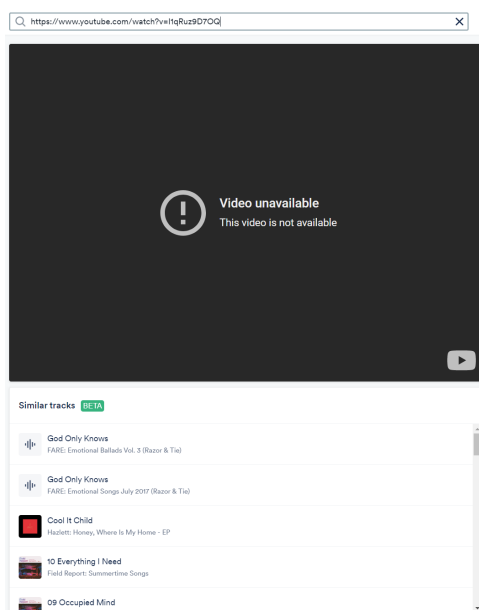 https://www.youtube.com/watch?v=l1qRuz9D7OQ
Video unavailable
This video is not available
Similar tracks BETA
God Only Knows
FARE: Emotional Ballads Vol. 3 (Razor & Tie)
God Only Knows
FARE: Emotional Songs July 2017 (Razor & Tie)
Cool It Child
Hazlett: Honey, Where Is My Home - EP
10 Everything I Need
Field Report: Summertime Songs
09 Occupied Mind